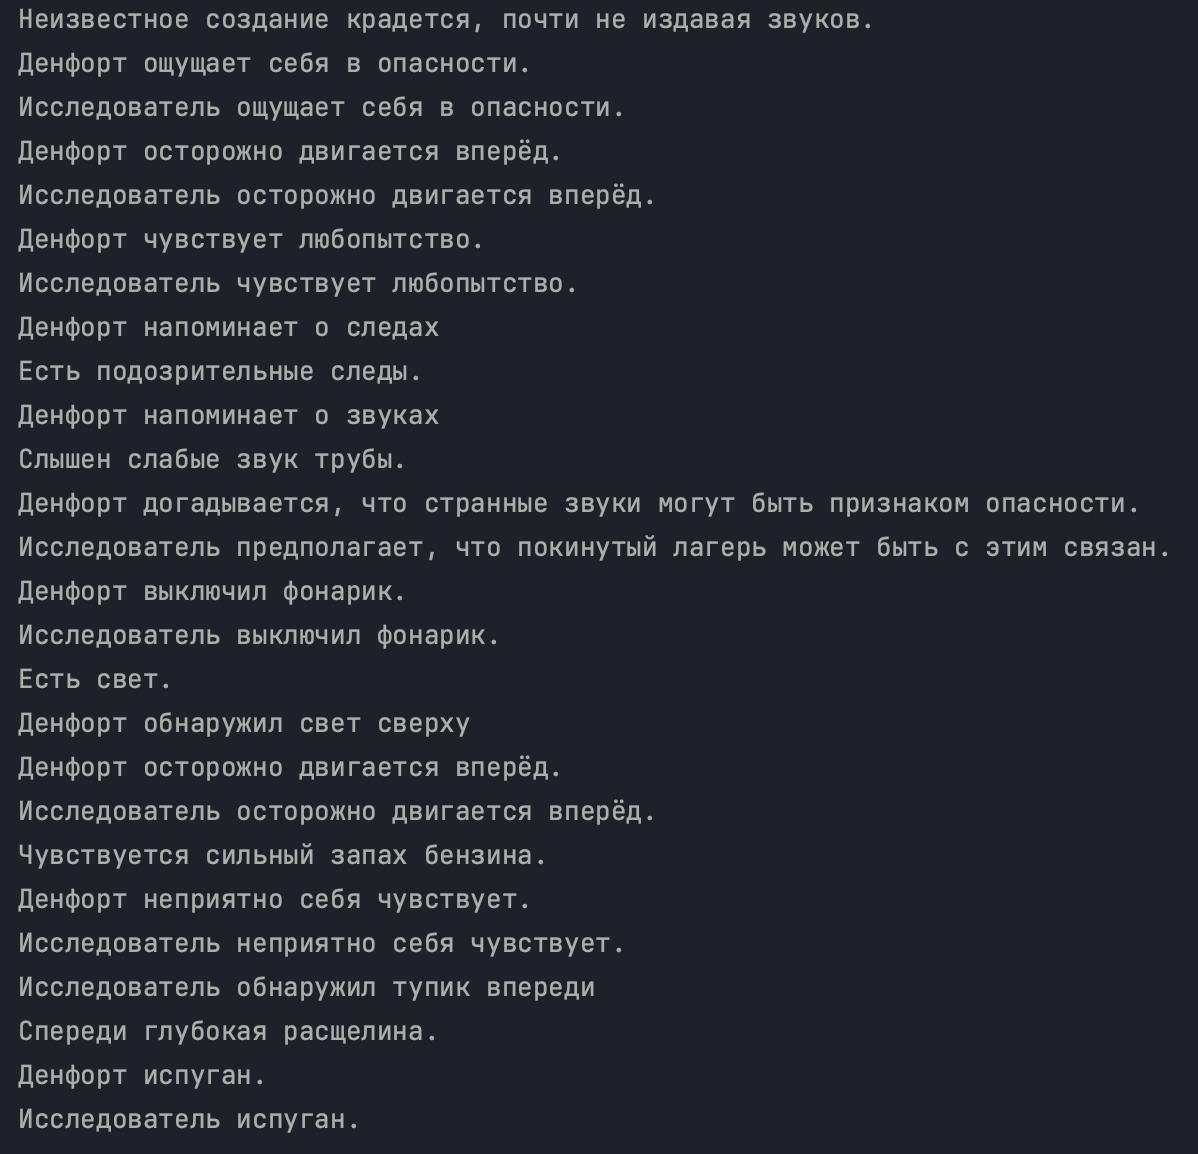 Неизвестное создание крадется, почти не издавая звуков.
Денфорт ощущает себя в опасности.
Исследователь ощущает себя в опасности.
Денфорт осторожно двигается вперёд.
Исследователь осторожно двигается вперёд.
Денфорт чувствует любопытство.
Исследователь чувствует любопытство.
Денфорт напоминает о следах
Есть подозрительные следы.
Денфорт напоминает о звуках
Слышен слабые звук трубы.
Денфорт догадывается, что странные звуки могут быть признаком опасности.
Исследователь предполагает, что покинутый лагерь может быть с этим связан.
Денфорт выключил фонарик.
Исследователь выключил фонарик.
Есть свет.
Денфорт обнаружил свет сверху
Денфорт осторожно двигается вперёд.
Исследователь осторожно двигается вперёд.
Чувствуется сильный запах бензина.
Денфорт неприятно себя чувствует.
Исследователь неприятно себя чувствует.
Исследователь обнаружил тупик впереди
Спереди глубокая расщелина.
Денфорт испуган.
Исследователь испуган.